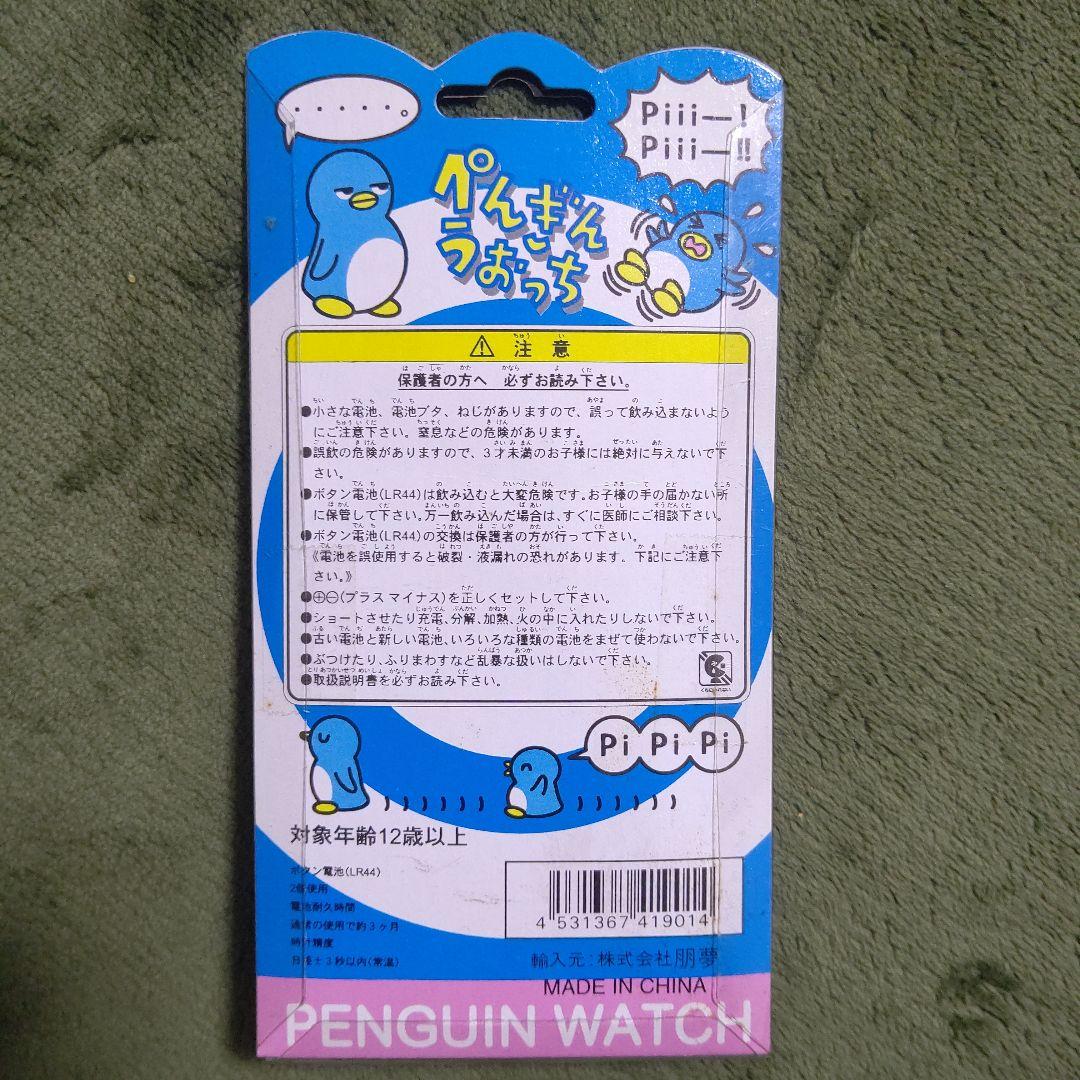 ・・・・・。
Piii—!
Piii—!!
ぺんぎん
うおっち
⚠ 注意
保護者の方へ 必ずお読み下さい。
●小さな電池、電池ブタ、ねじがありますので、誤って飲み込まないよう
にご注意下さい。窒息などの危険があります。
●誤飲の危険がありますので、3才未満のお子様には絶対に与えないで下
さい。
●ボタン電池(LR44)は飲み込むと大変危険です。お子様の手の届かない所
に保管して下さい。万一飲み込んだ場合は、すぐに医師にご相談下さい。
●ボタン電池(LR44)の交換は保護者の方が行って下さい。
《電池を誤使用すると破裂・液漏れの恐れがあります。下記にご注意下
さい。》
●⊕⊖(プラス マイナス)を正しくセットして下さい。
●ショートさせたり充電、分解、加熱、火の中に入れたりしないで下さい。
●古い電池と新しい電池、いろいろな種類の電池をまぜて使わないで下さい。
●ぶつけたり、ふりまわすなど乱暴な扱いはしないで下さい。
●取扱説明書を必ずお読み下さい。
Pi Pi Pi
対象年齢12歳以上
ボタン電池(LR44)
2個使用
電池耐久時間
通常の使用で約3ヶ月
時計精度
日差±3秒以内(常温)
4 531367 419014
輸入元:株式会社朋夢
MADE IN CHINA
PENGUIN WATCH